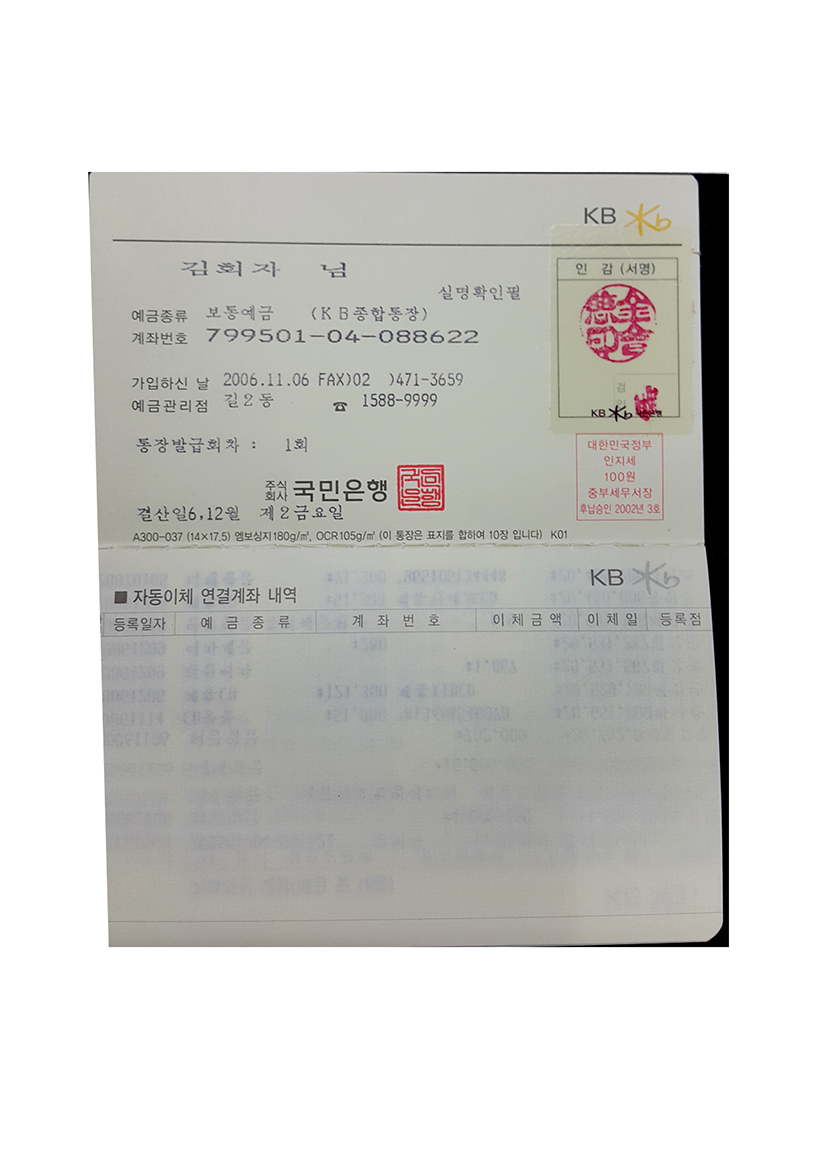 KB
김회자 님
실명확인필
예금종류 보통예금 (KB종합통장)
계좌번호 799501-04-088622
가입하신 날 2006.11.06 FAX)02 )471-3659
예금관리점 길2동 ☎ 1588-9999
통장발급회차 : 1회
주식회사 국민은행
결산일6,12월 제2금요일
A300-037 (14×17.5) 엠보싱지180g/㎡, OCR105g/㎡ (이 통장은 표지를 합하여 10장 입니다) K01
인 감 (서명)
KB
대한민국정부
인지세
100원
중부세무서장
후납승인 2002년 3호
KB
■ 자동이체 연결계좌 내역
등록일자 예 금 종 류 계 좌 번 호 이체금액 이체일 등록점